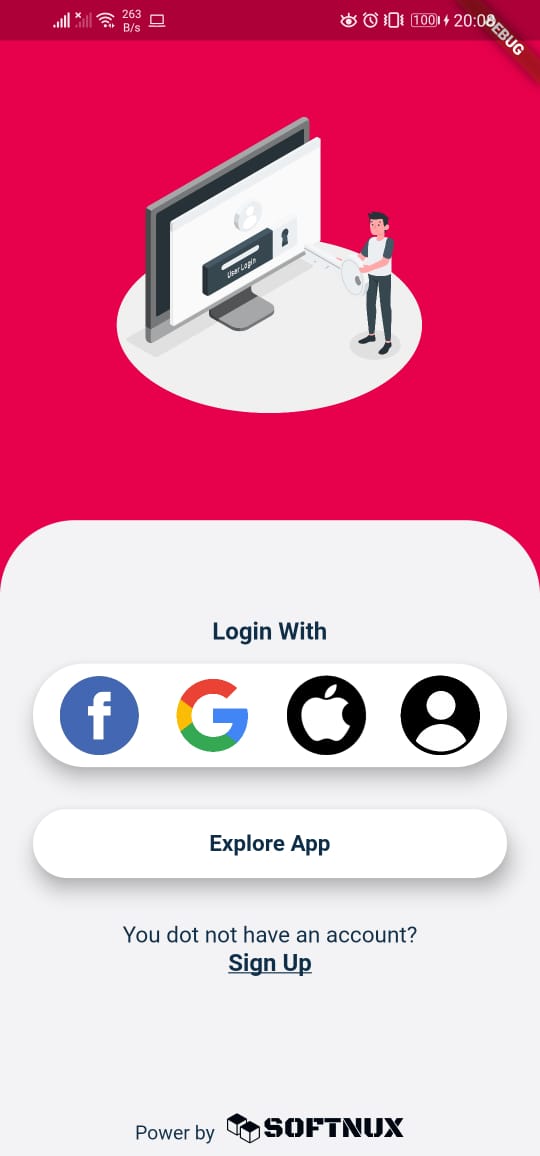 263
B/s
100
20:08
DEBUG
User Login
Login With
f
G
Explore App
You dot not have an account?
Sign Up
Power by SOFTNUX